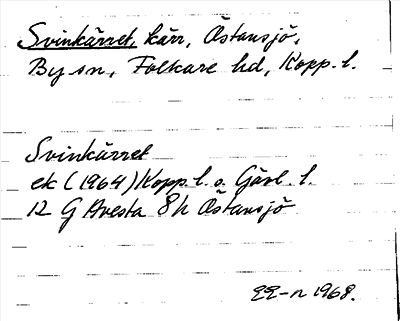 Svinkärret, kärr, Östansjö,
By sn, Folkare hd, Kopp. l.
Svinkärret
ek (1964) Kopp. l. o. Gävl. l.
12 G Avesta 8h Östansjö
EE-n 1968.